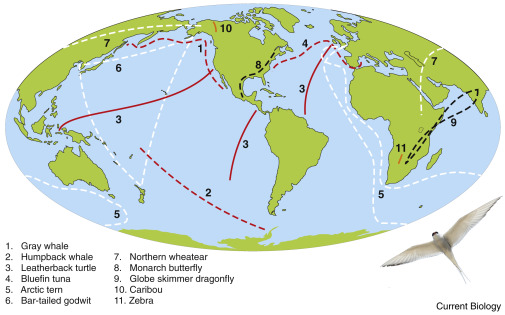 10
7
1
4
6
8
7
3
3
9
3
11
2
5
5
1. Gray whale
2. Humpback whale
3. Leatherback turtle
4. Bluefin tuna
5. Arctic tern
6. Bar-tailed godwit
7. Northern wheatear
8. Monarch butterfly
9. Globe skimmer dragonfly
10. Caribou
11. Zebra
Current Biology